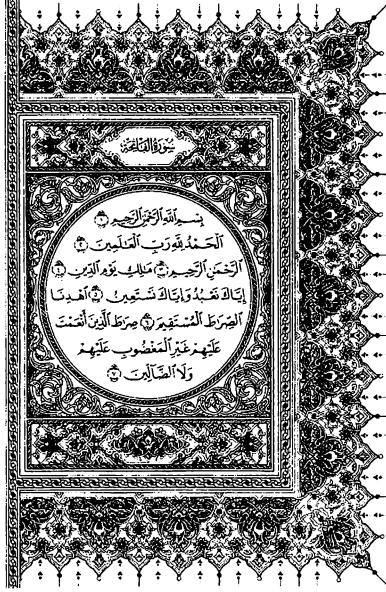 سُورَةُ الْفَاتِحَةِ
بِسْمِ ٱللَّهِ ٱلرَّحْمَٰنِ ٱلرَّحِيمِ ١
ٱلْحَمْدُ لِلَّهِ رَبِّ ٱلْعَٰلَمِينَ ٢
ٱلرَّحْمَٰنِ ٱلرَّحِيمِ ٣ مَٰلِكِ يَوْمِ ٱلدِّينِ ٤
إِيَّاكَ نَعْبُدُ وَإِيَّاكَ نَسْتَعِينُ ٥ ٱهْدِنَا
ٱلصِّرَٰطَ ٱلْمُسْتَقِيمَ ٦ صِرَٰطَ ٱلَّذِينَ أَنْعَمْتَ
عَلَيْهِمْ غَيْرِ ٱلْمَغْضُوبِ عَلَيْهِمْ
وَلَا ٱلضَّآلِّينَ ٧